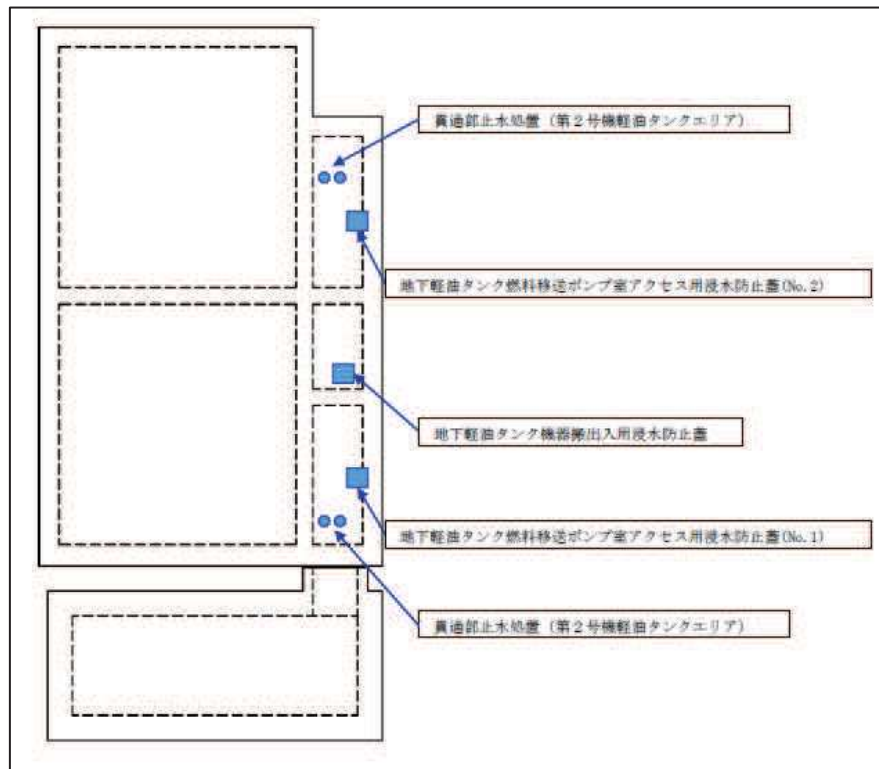 貫通部止水処置（第２号機軽油タンクエリア）
地下軽油タンク燃料移送ポンプ室アクセス用浸水防止蓋(No.2)
地下軽油タンク機器搬出入用浸水防止蓋
地下軽油タンク燃料移送ポンプ室アクセス用浸水防止蓋(No.1)
貫通部止水処置（第２号機軽油タンクエリア）